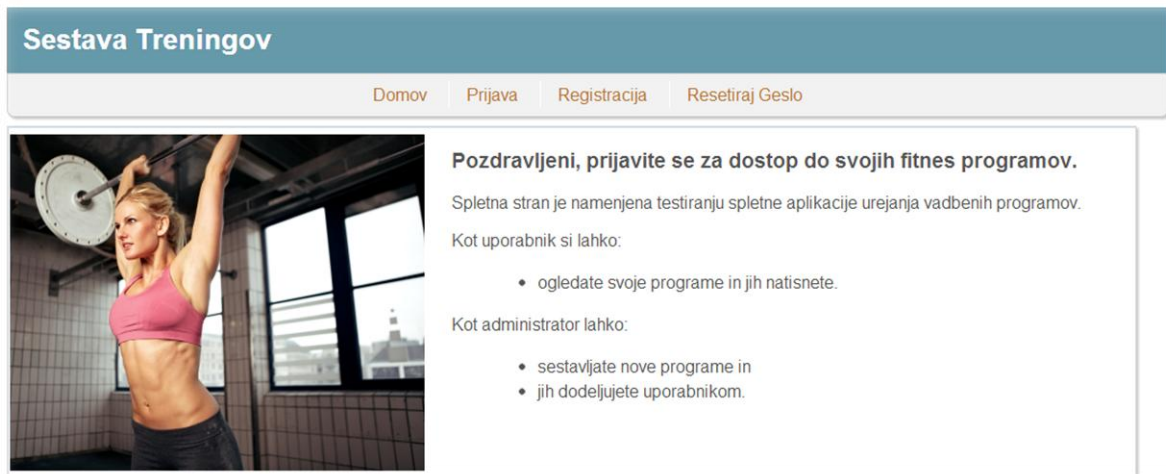 Sestava Treningov
Domov
Prijava
Registracija
Resetiraj Geslo
Pozdravljeni, prijavite se za dostop do svojih fitnes programov.
Spletna stran je namenjena testiranju spletne aplikacije urejanja vadbenih programov.
Kot uporabnik si lahko:
• ogledate svoje programe in jih natisnete.
Kot administrator lahko:
• sestavljate nove programe in
• jih dodeljujete uporabnikom.